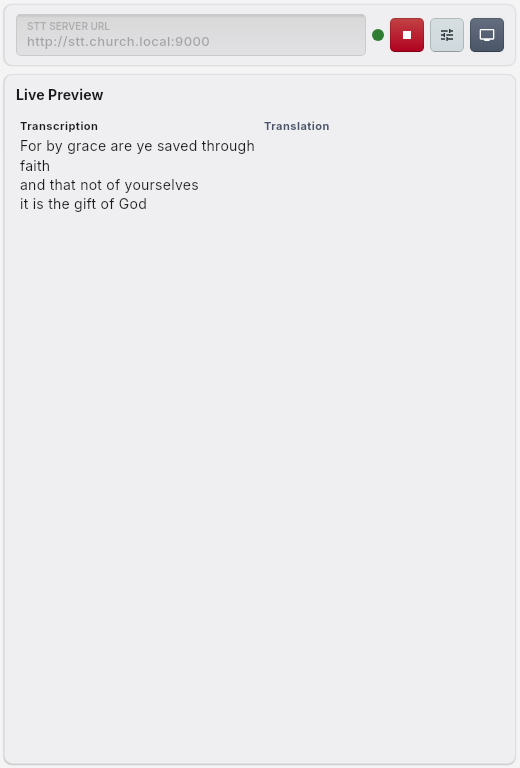 STT SERVER URL
http://stt.church.local:9000
Live Preview
Transcription
Translation
For by grace are ye saved through
faith
and that not of yourselves
it is the gift of God